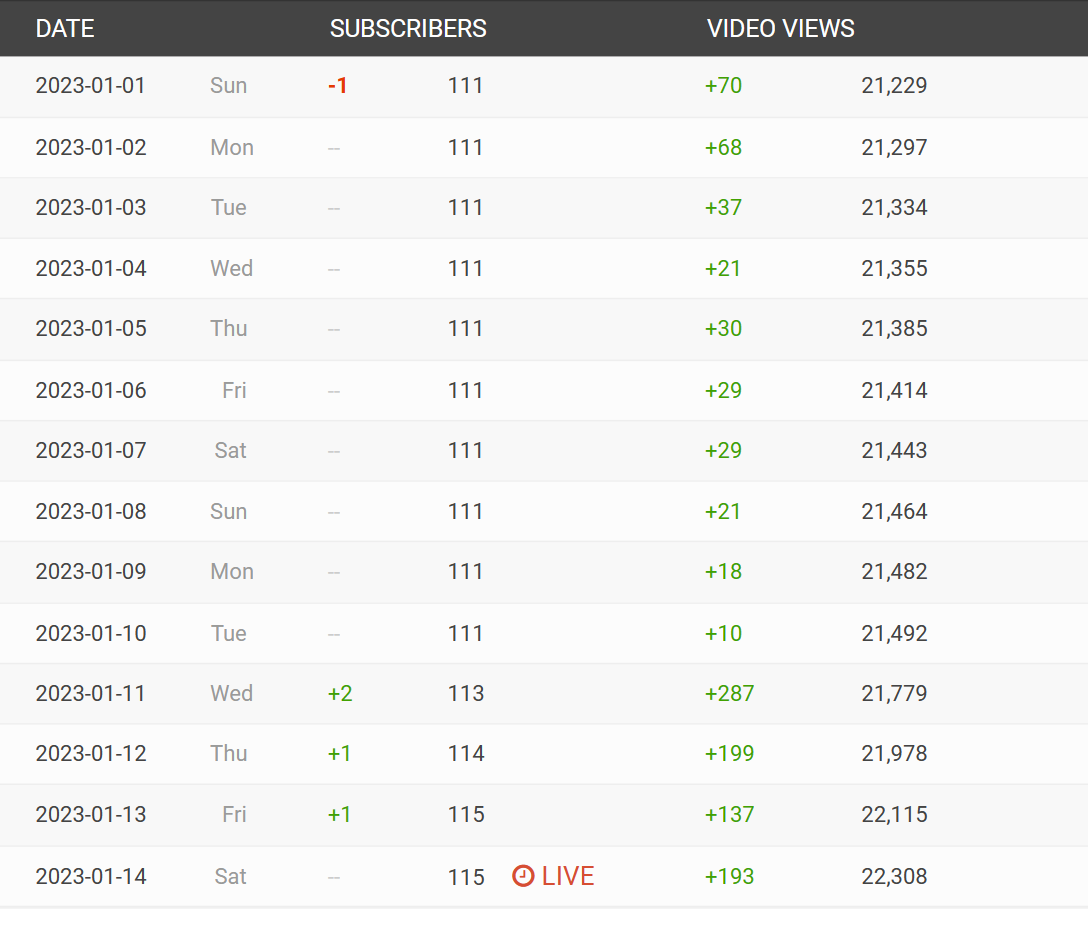 DATE SUBSCRIBERS VIDEO VIEWS
2023-01-01 Sun -1 111 +70 21,229
2023-01-02 Mon -- 111 +68 21,297
2023-01-03 Tue -- 111 +37 21,334
2023-01-04 Wed -- 111 +21 21,355
2023-01-05 Thu -- 111 +30 21,385
2023-01-06 Fri -- 111 +29 21,414
2023-01-07 Sat -- 111 +29 21,443
2023-01-08 Sun -- 111 +21 21,464
2023-01-09 Mon -- 111 +18 21,482
2023-01-10 Tue -- 111 +10 21,492
2023-01-11 Wed +2 113 +287 21,779
2023-01-12 Thu +1 114 +199 21,978
2023-01-13 Fri +1 115 +137 22,115
2023-01-14 Sat -- 115 LIVE +193 22,308